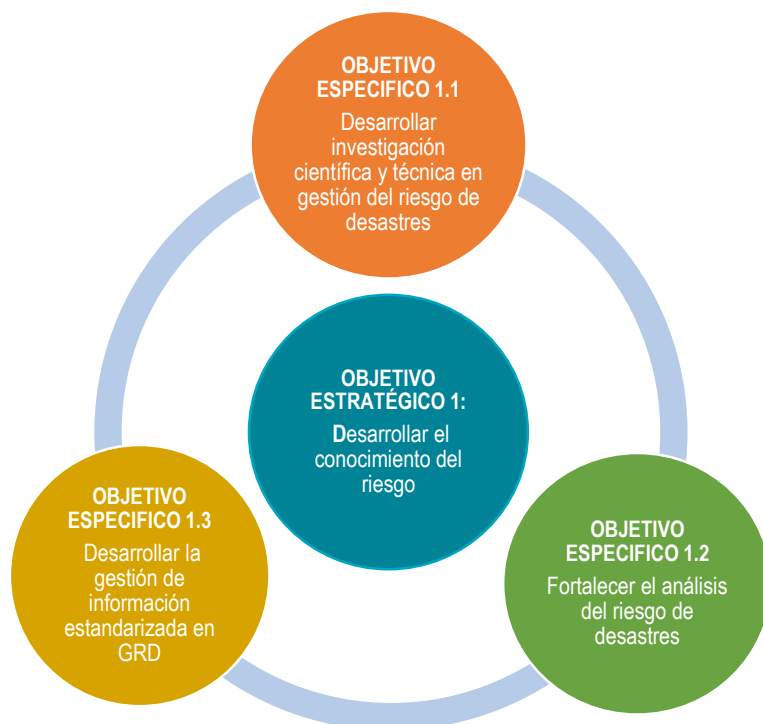 OBJETIVO
ESPECIFICO 1.1
Desarrollar
investigación
científica y técnica en
gestión del riesgo de
desastres
OBJETIVO
ESTRATÉGICO 1:
Desarrollar el
conocimiento del
riesgo
OBJETIVO
ESPECIFICO 1.3
Desarrollar la
gestión de
información
estandarizada en
GRD
OBJETIVO
ESPECIFICO 1.2
Fortalecer el análisis
del riesgo de
desastres